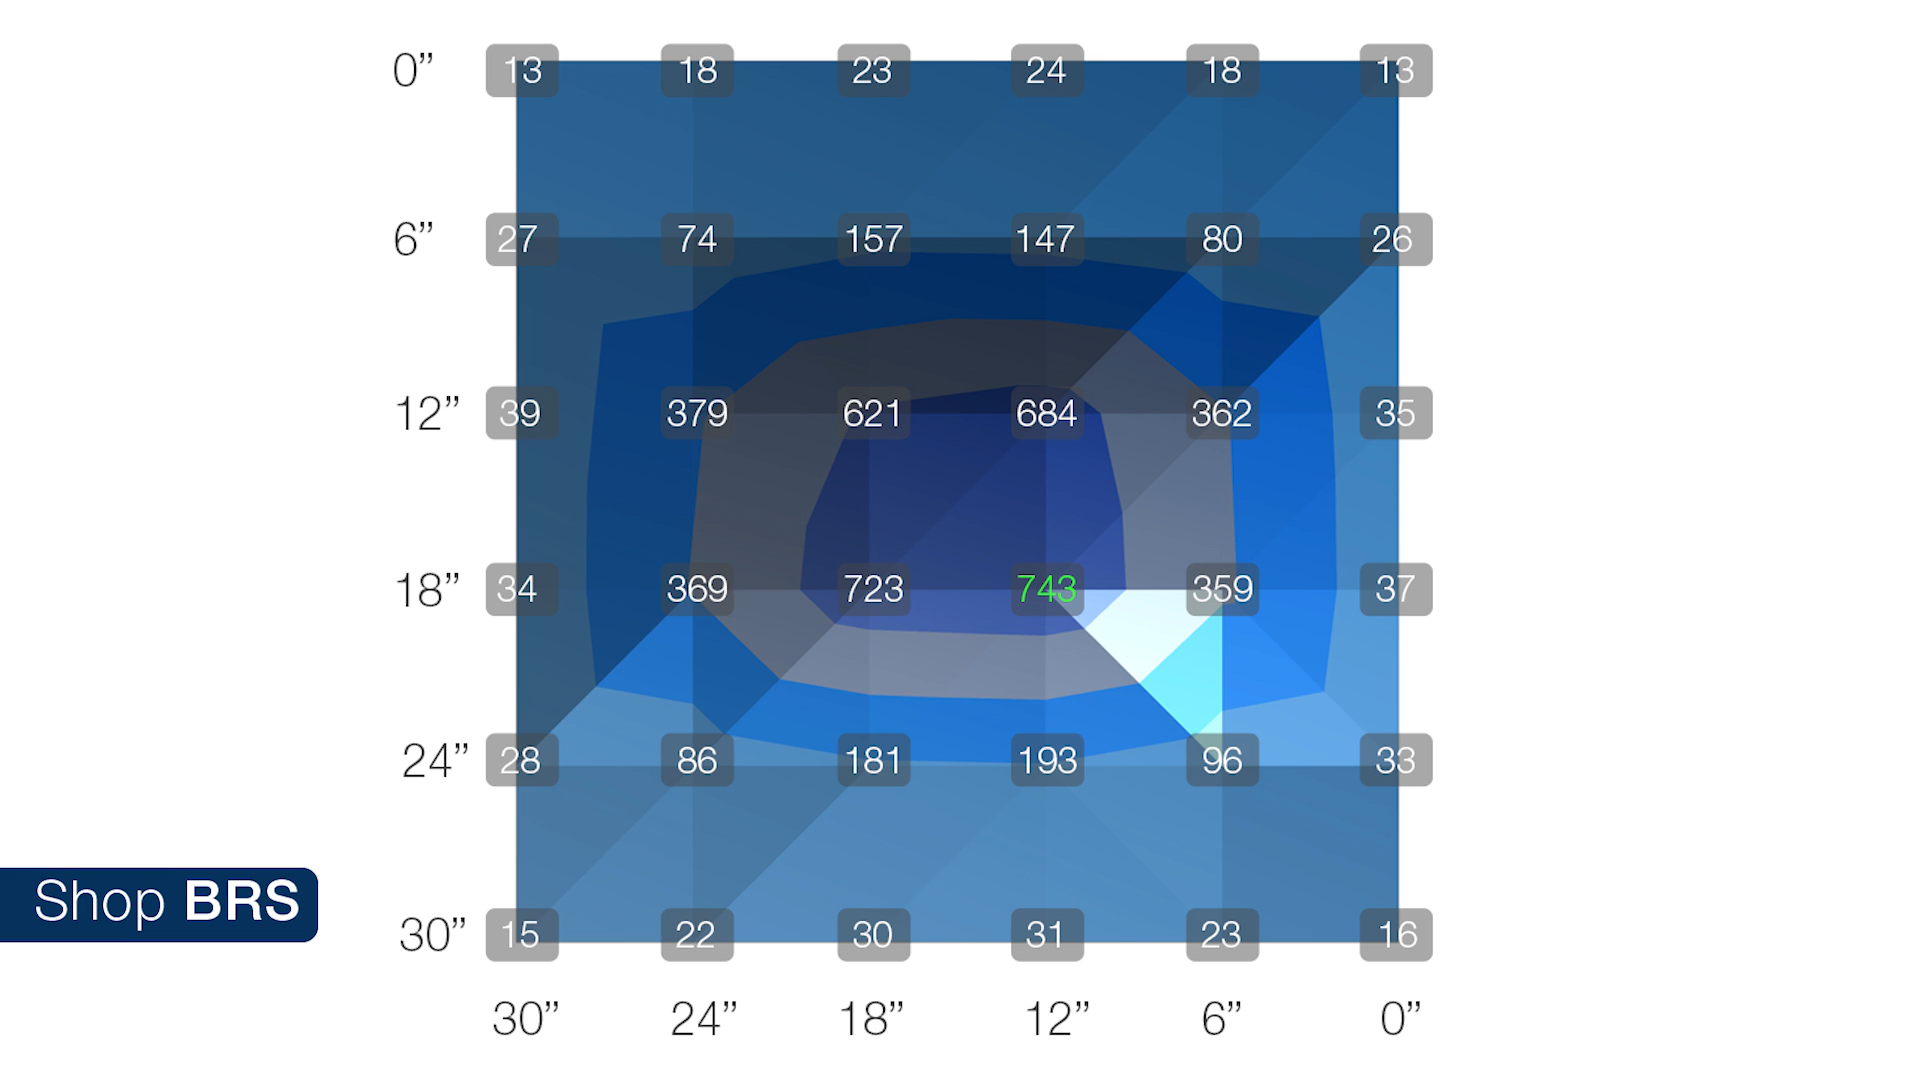 0” 13 18 23 24 18 13
6” 27 74 157 147 80 26
12” 39 379 621 684 362 35
18” 34 369 723 743 359 37
24” 28 86 181 193 96 33
Shop BRS
30” 15 22 30 31 23 16
30” 24” 18” 12” 6” 0”